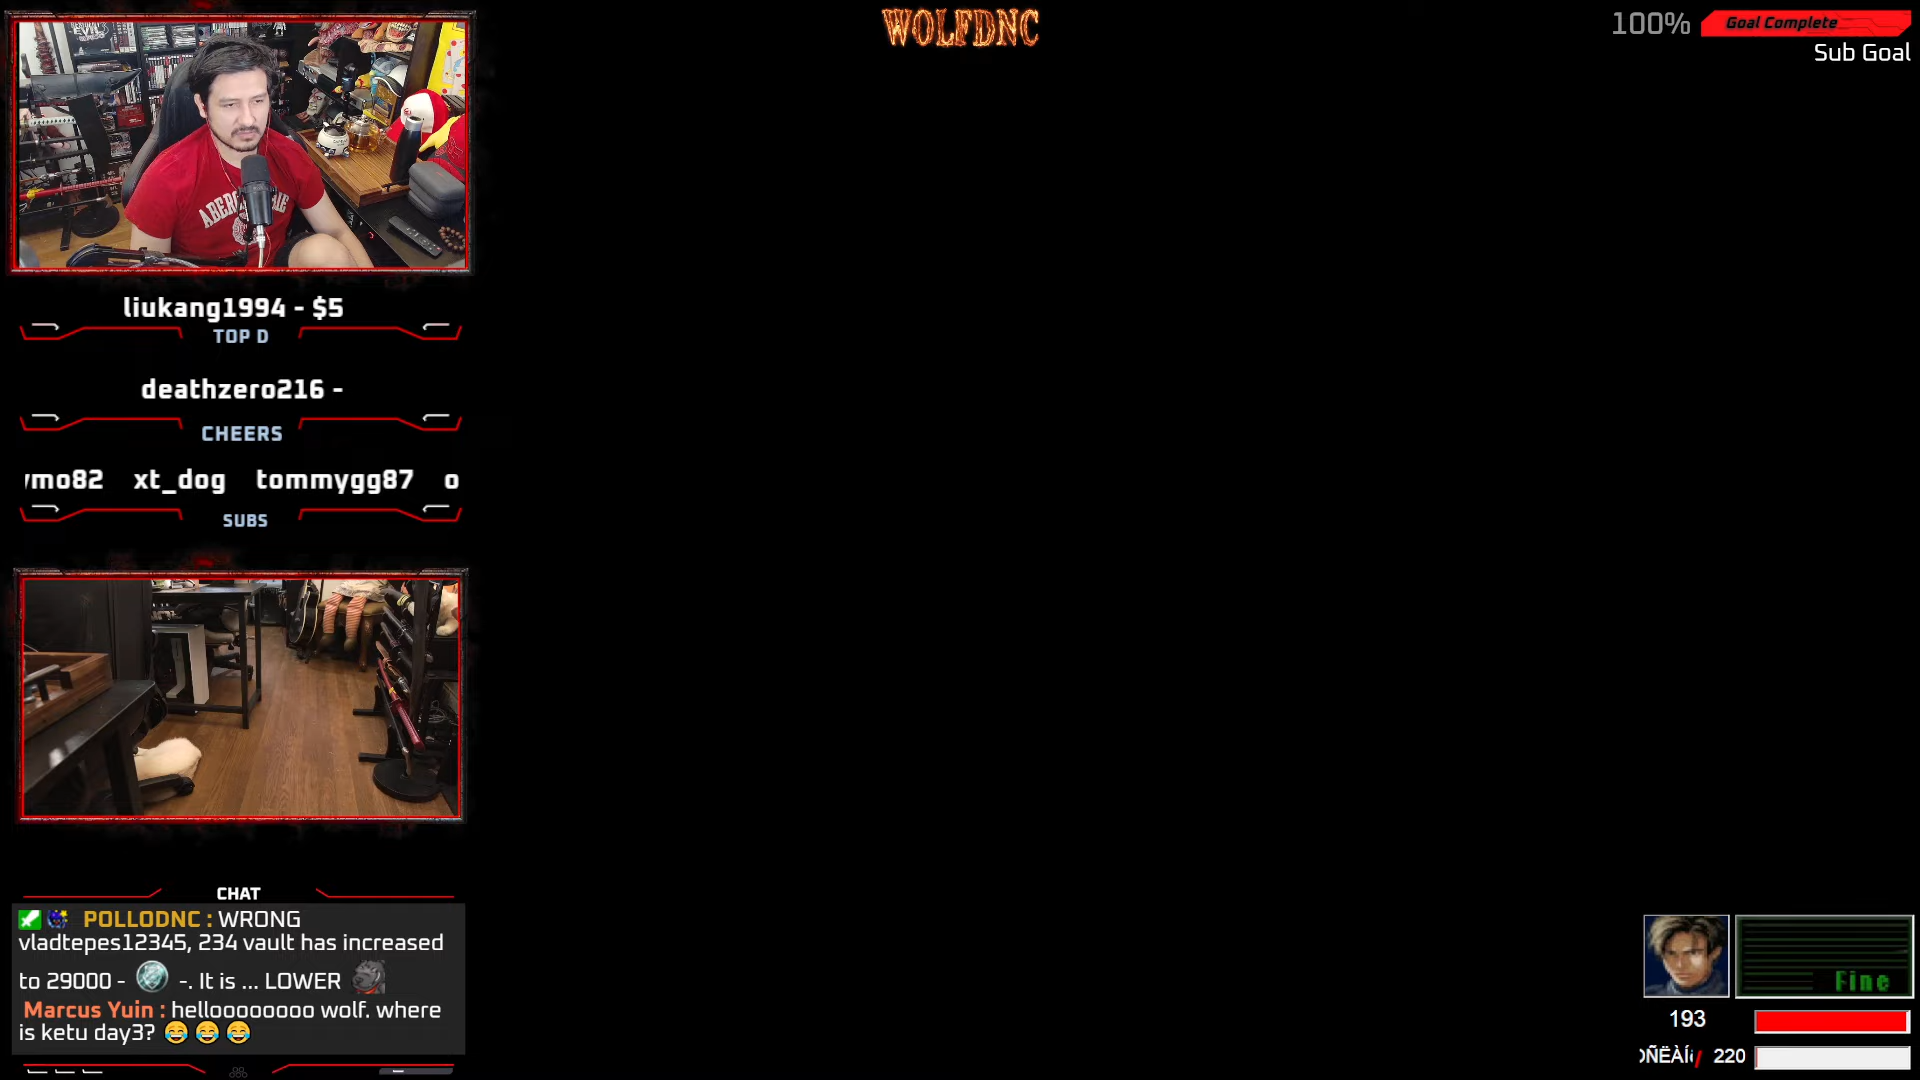 WOLFDNC
100% Goal Complete
Sub Goal
liukang1994 - $5
TOP D
deathzero216 -
CHEERS
mo82 xt_dog tommygg87 o
SUBS
CHAT
POLLODNC : WRONG
vladtepes12345, 234 vault has increased
to 29000 - -. It is ... LOWER
Marcus Yuin : helloooooooo wolf. where
is ketu day3? 😂 😂 😂
Fine
193
220